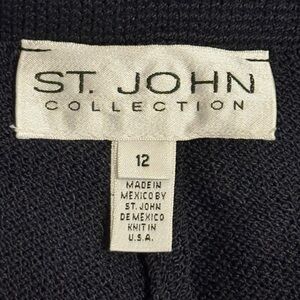 ST. JOHN
COLLECTION
12
MADE IN
MEXICO BY
ST. JOHN
DE MEXICO
KNIT IN
U.S.A.